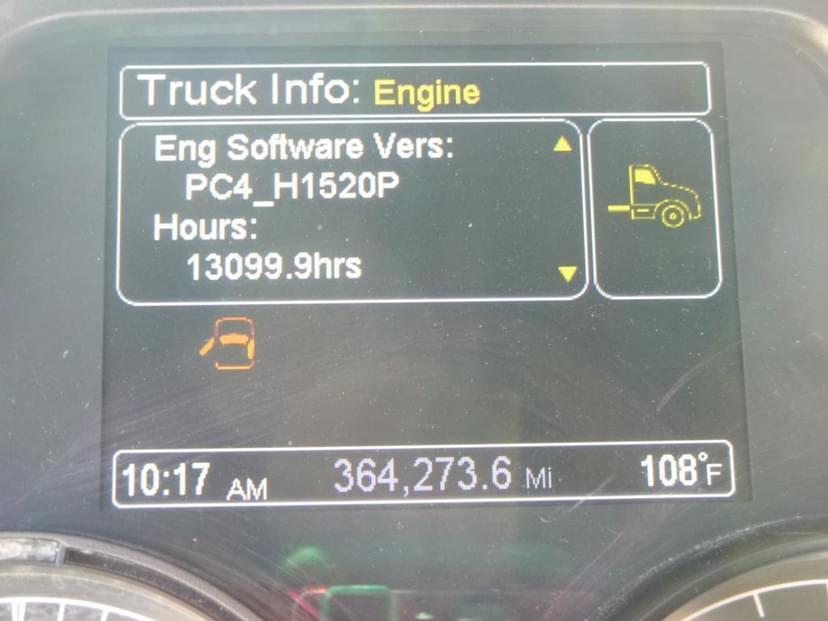 Truck Info: Engine
Eng Software Vers:
PC4_H1520P
Hours:
13099.9hrs
10:17 AM 364,273.6 Mi 108°F